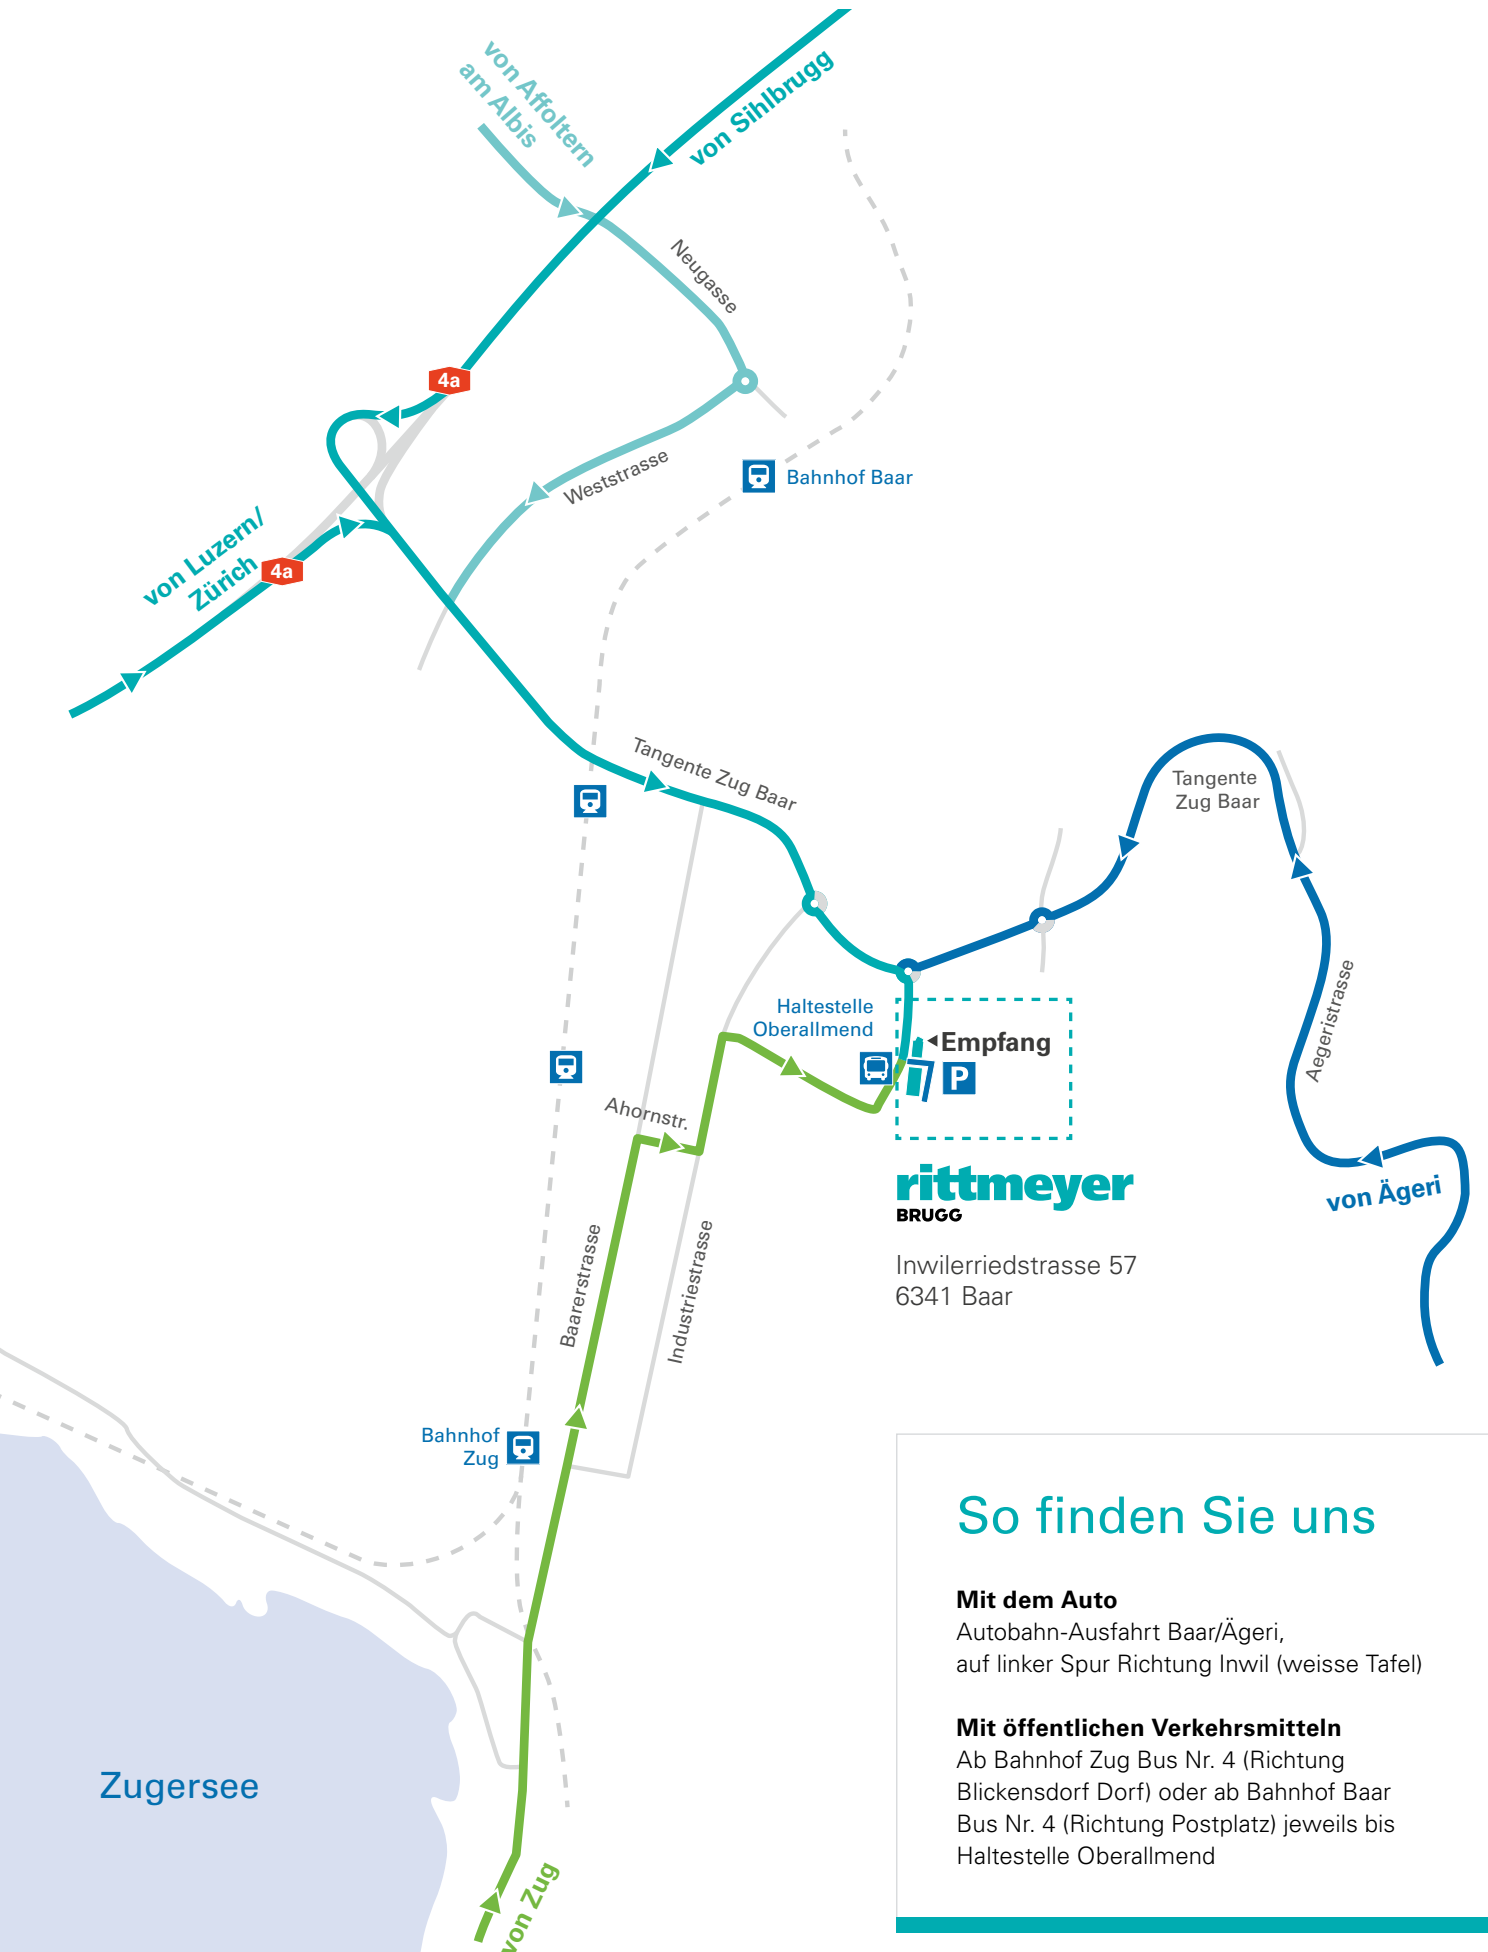 von Affoltern
am Albis
von Sihlbrugg
Neugasse
4a
Weststrasse
Bahnhof Baar
von Luzern/
Zürich
4a
Tangente Zug Baar
Tangente
Zug Baar
Aegeristrasse
Haltestelle
Oberallmend
Empfang
P
Ahornstr.
von Ägeri
rittmeyer
BRUGG
Inwilerriedstrasse 57
6341 Baar
Baarerstrasse
Industriestrasse
Bahnhof
Zug
Zugersee
von Zug
So finden Sie uns
Mit dem Auto
Autobahn-Ausfahrt Baar/Ägeri,
auf linker Spur Richtung Inwil (weisse Tafel)
Mit öffentlichen Verkehrsmitteln
Ab Bahnhof Zug Bus Nr. 4 (Richtung
Blickensdorf Dorf) oder ab Bahnhof Baar
Bus Nr. 4 (Richtung Postplatz) jeweils bis
Haltestelle Oberallmend